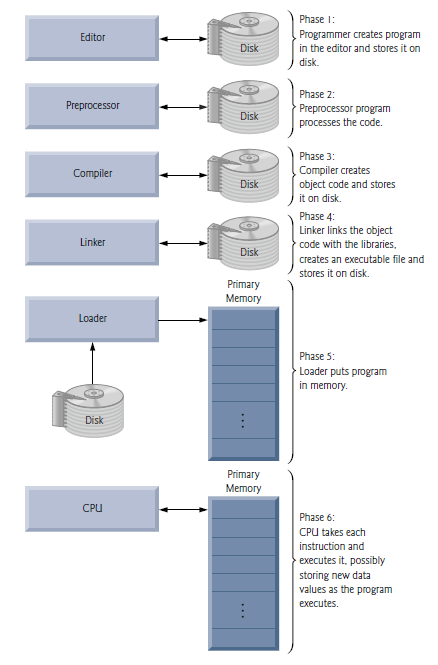 Editor
Disk
Phase 1:
Programmer creates program
in the editor and stores it on
disk.
Preprocessor
Disk
Phase 2:
Preprocessor program
processes the code.
Compiler
Disk
Phase 3:
Compiler creates
object code and stores
it on disk.
Linker
Disk
Phase 4:
Linker links the object
code with the libraries,
creates an executable file and
stores it on disk.
Primary
Memory
Loader
Disk
Phase 5:
Loader puts program
in memory.
Primary
Memory
CPU
Phase 6:
CPU takes each
instruction and
executes it, possibly
storing new data
values as the program
executes.